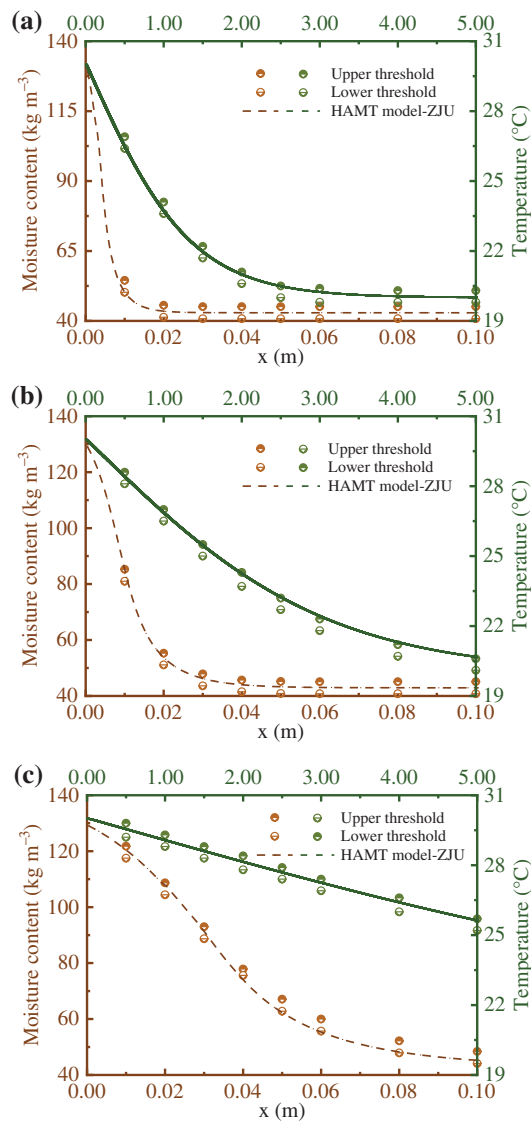 (a)
0.00 1.00 2.00 3.00 4.00 5.00
140 31
Upper threshold
Lower threshold
HAMT model-ZJU
115 28
90 25
65 22
40 19
Moisture content (kg m−3)
Temperature (°C)
0.00 0.02 0.04 0.06 0.08 0.10
x (m)
(b)
0.00 1.00 2.00 3.00 4.00 5.00
140 31
Upper threshold
Lower threshold
HAMT model-ZJU
120 28
100 25
80
60 22
40 19
Moisture content (kg m−3)
Temperature (°C)
0.00 0.02 0.04 0.06 0.08 0.10
x (m)
(c)
0.00 1.00 2.00 3.00 4.00 5.00
140 31
Upper threshold
Lower threshold
HAMT model-ZJU
120 28
100 25
80
60 22
40 19
Moisture content (kg m−3)
Temperature (°C)
0.00 0.02 0.04 0.06 0.08 0.10
x (m)